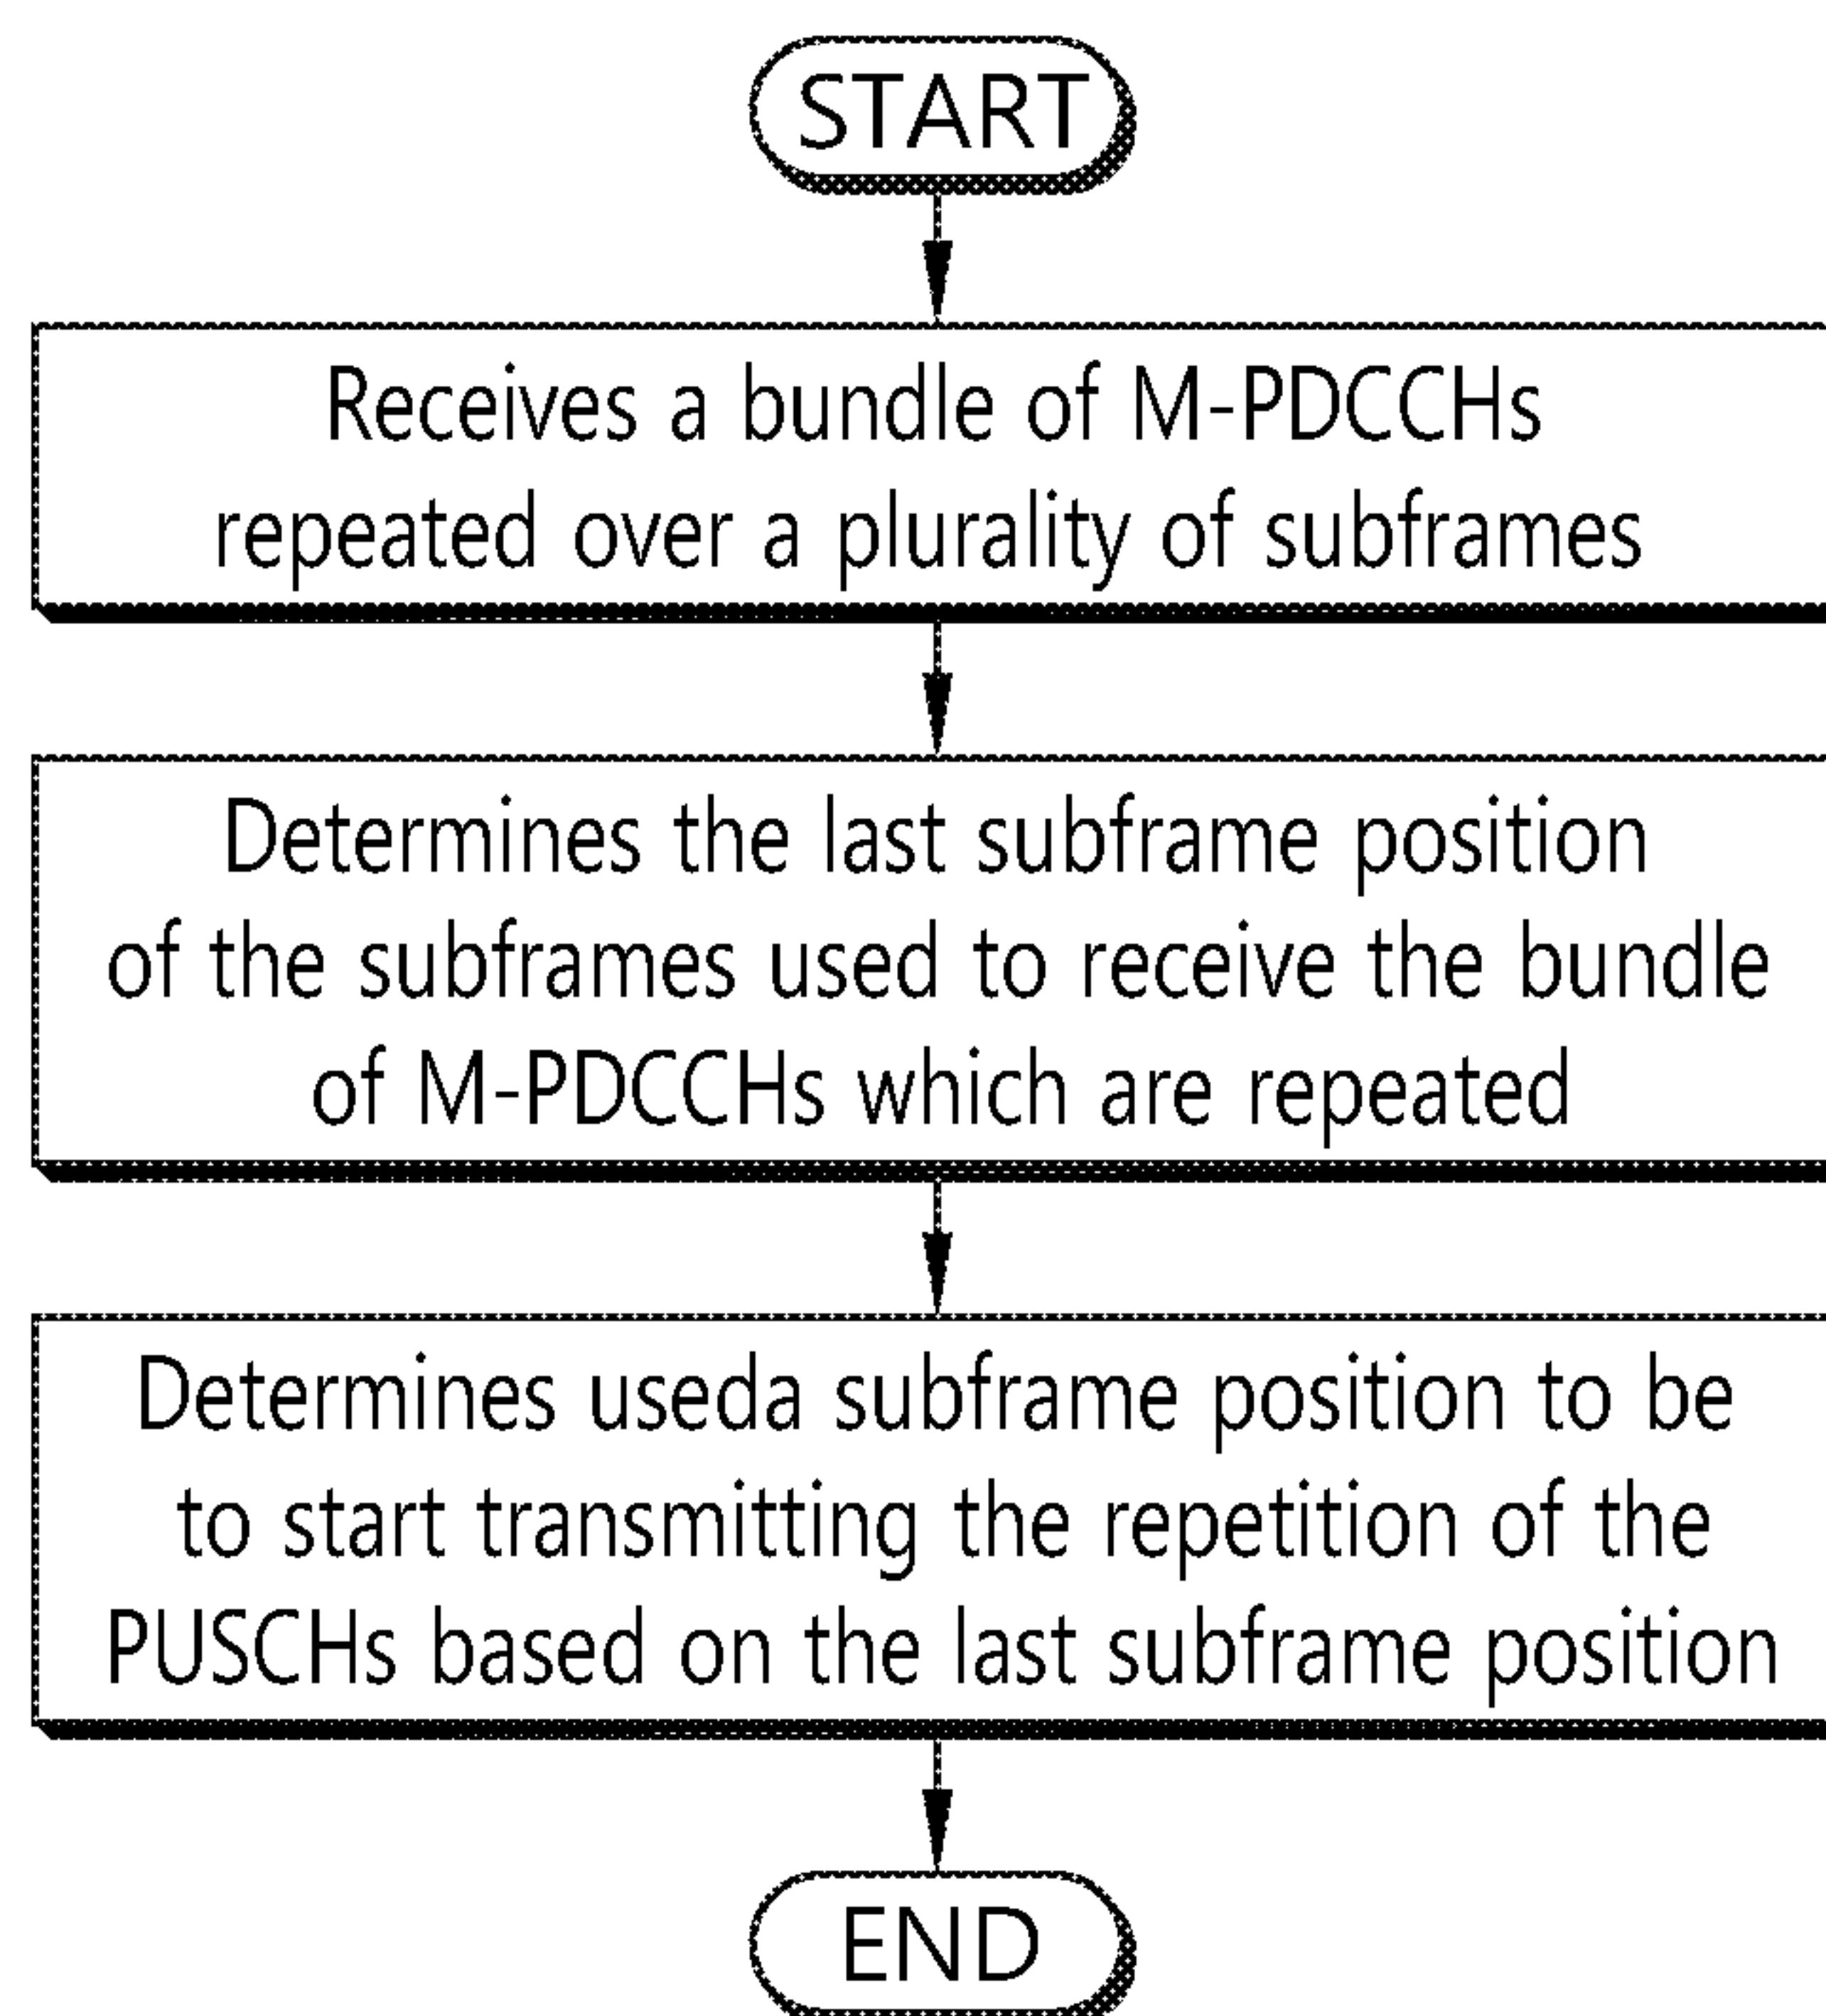 START
Receives a bundle of M-PDCCHs
repeated over a plurality of subframes
Determines the last subframe position
of the subframes used to receive the bundle
of M-PDCCHs which are repeated
Determines useda subframe position to be
to start transmitting the repetition of the
PUSCHs based on the last subframe position
END